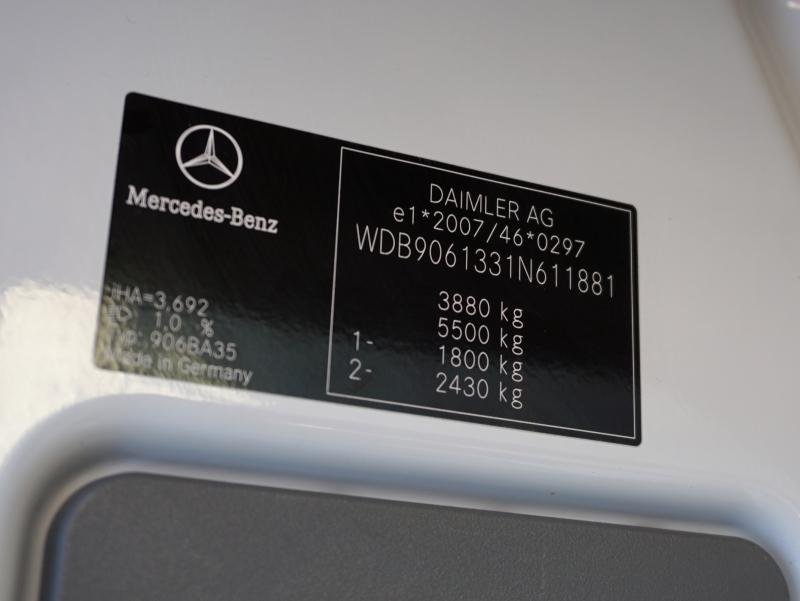 Mercedes-Benz
iHA=3,692
1,0 %
906BA35
Made in Germany
DAIMLER AG
e1*2007/46*0297
WDB9061331N611881
3880 kg
5500 kg
1- 1800 kg
2- 2430 kg